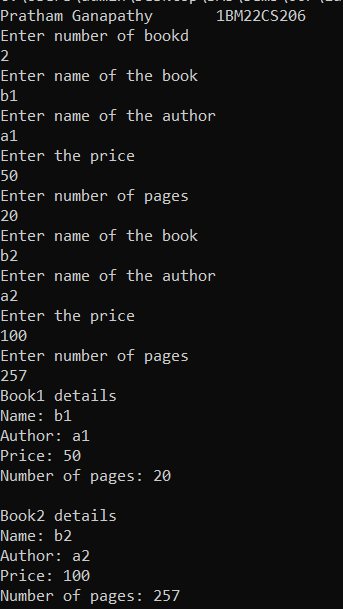 Pratham Ganapathy 1BM22CS206
Enter number of bookd
2
Enter name of the book
b1
Enter name of the author
a1
Enter the price
50
Enter number of pages
20
Enter name of the book
b2
Enter name of the author
a2
Enter the price
100
Enter number of pages
257
Book1 details
Name: b1
Author: a1
Price: 50
Number of pages: 20

Book2 details
Name: b2
Author: a2
Price: 100
Number of pages: 257